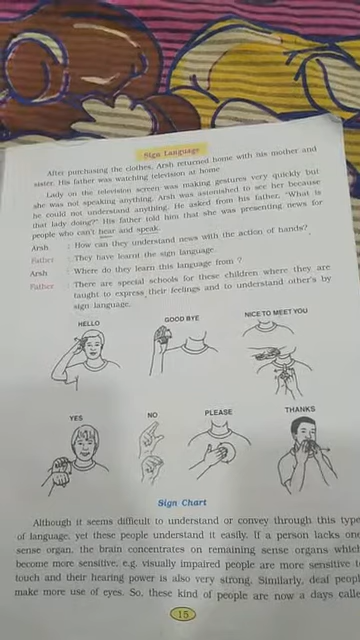 Sign Language
After purchasing the clothes, Arsh returned home with his mother and
sister. His father was watching television at home
Lady on the television screen was making gestures very quickly but
she was not speaking anything. Arsh was astonished to see her because
he could not understand anything. He asked from his father, "What is
that lady doing?" His father told him that she was presenting news for
people who can't hear and speak.
Arsh : How can they understand news with the action of hands?
Father : They have learnt the sign language.
Arsh : Where do they learn this language from ?
Father : There are special schools for these children where they are
taught to express their feelings and to understand other's by
sign language.
HELLO GOOD BYE NICE TO MEET YOU
YES NO PLEASE THANKS
Sign Chart
Although it seems difficult to understand or convey through this type
of language, yet these people understand it easily. If a person lacks one
sense organ, the brain concentrates on remaining sense organs which
become more sensitive, e.g. visually impaired people are more sensitive to
touch and their hearing power is also very strong. Similarly, deaf people
make more use of eyes. So, these kind of people are now a days calle
15